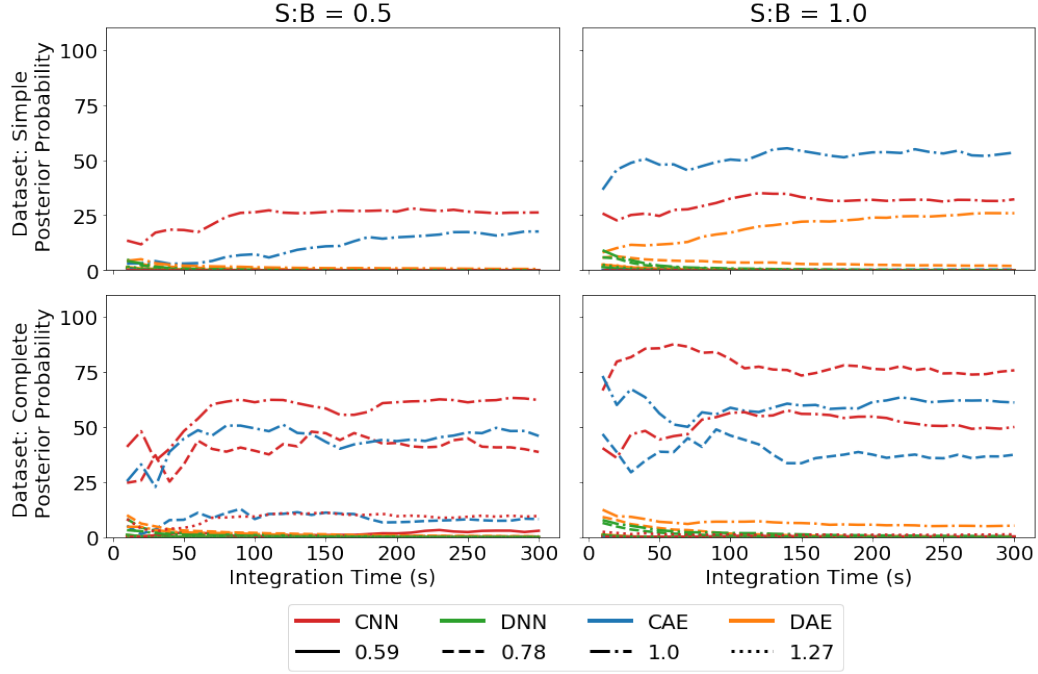 S:B = 0.5
S:B = 1.0
Dataset: Simple
Posterior Probability
100
75
50
25
0
Dataset: Complete
Posterior Probability
100
75
50
25
0
0 50 100 150 200 250 300
0 50 100 150 200 250 300
Integration Time (s)
Integration Time (s)
CNN DNN CAE DAE
0.59 0.78 1.0 1.27